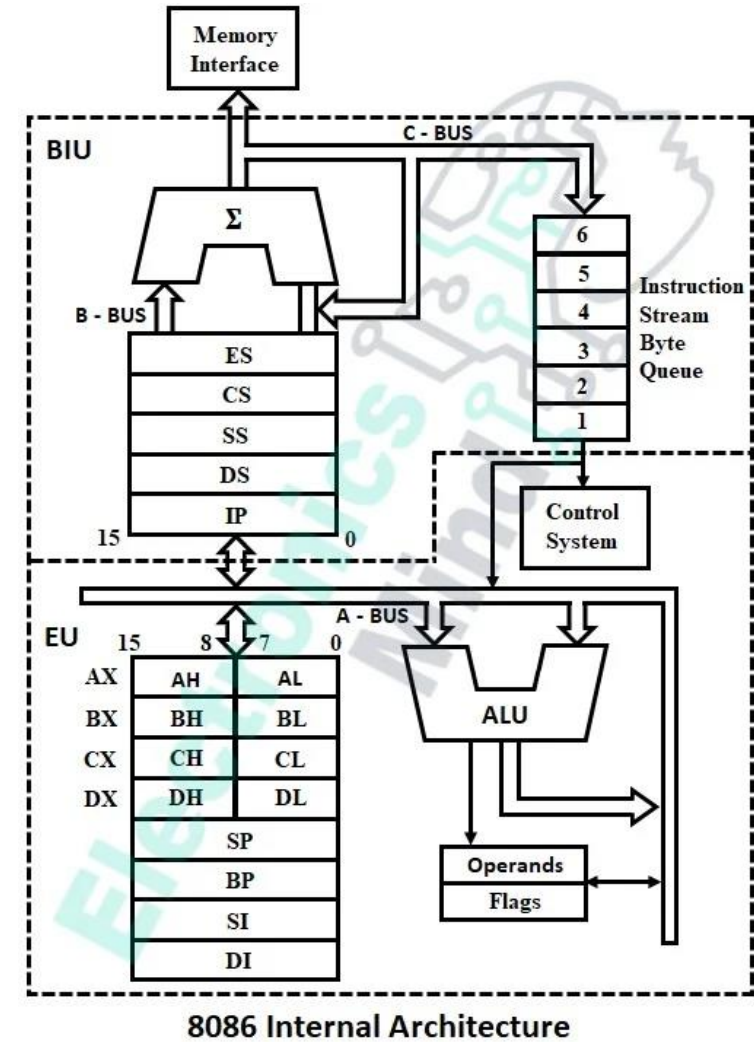 Memory
Interface
C - BUS
BIU
Σ
B - BUS
6
5
4
3
2
1
Instruction
Stream
Byte
Queue
ES
CS
SS
DS
IP
15
0
Control
System
A - BUS
EU
15
8
7
0
AX
AH
AL
BX
BH
BL
CX
CH
CL
DX
DH
DL
SP
BP
SI
DI
ALU
Operands
Flags
Electronics
Mind
8086 Internal Architecture